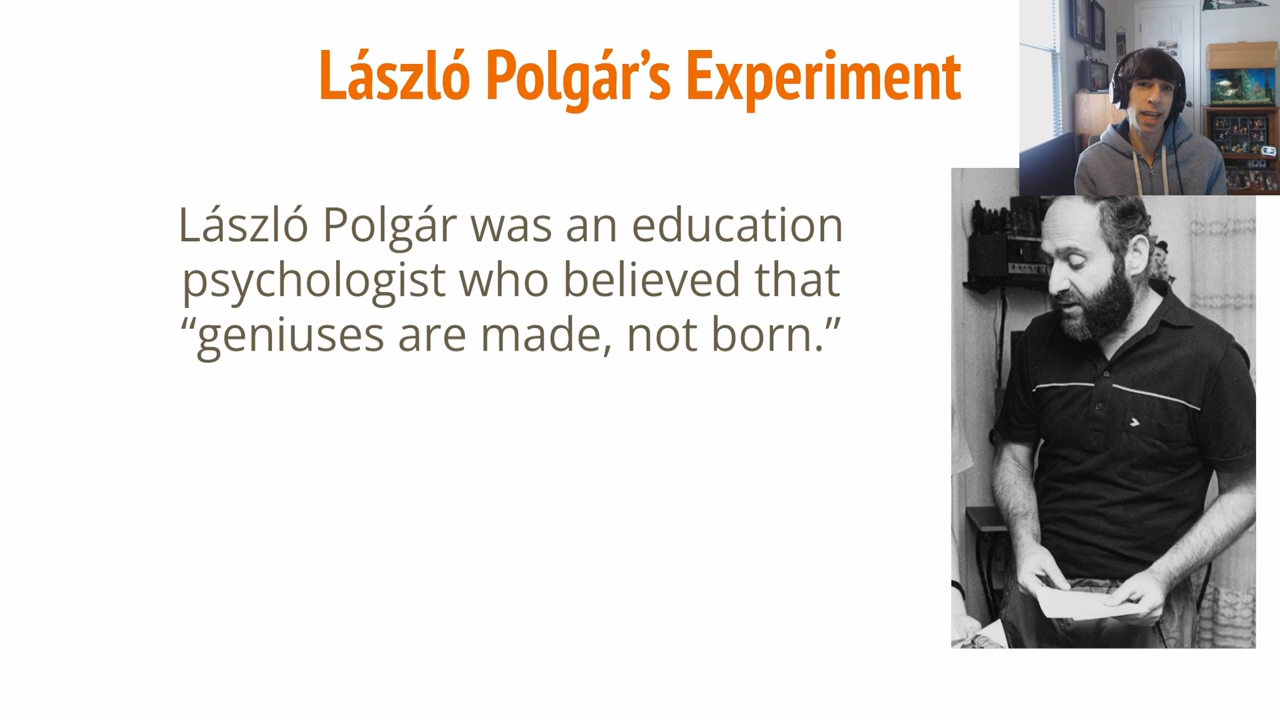 László Polgár’s Experiment
László Polgár was an education
psychologist who believed that
“geniuses are made, not born.”